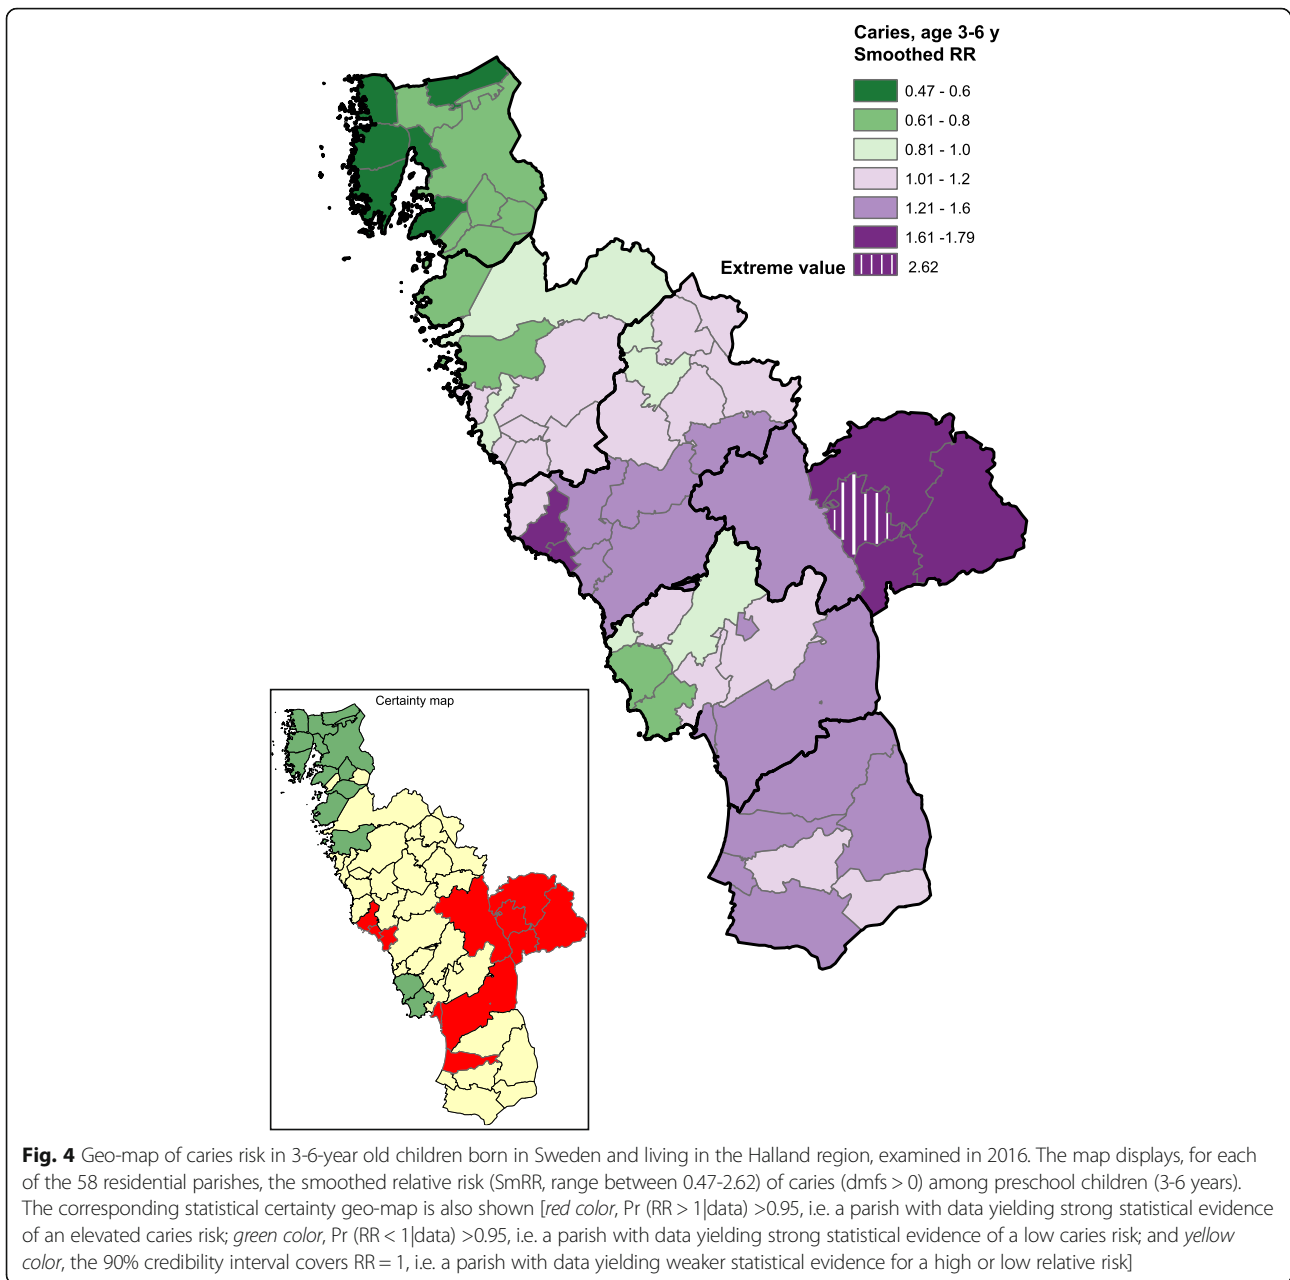 Caries, age 3-6 y
Smoothed RR
0.47 - 0.6
0.61 - 0.8
0.81 - 1.0
1.01 - 1.2
1.21 - 1.6
1.61 -1.79
Extreme value 2.62
Certainty map
Fig. 4 Geo-map of caries risk in 3-6-year old children born in Sweden and living in the Halland region, examined in 2016. The map displays, for each
of the 58 residential parishes, the smoothed relative risk (SmRR, range between 0.47-2.62) of caries (dmfs > 0) among preschool children (3-6 years).
The corresponding statistical certainty geo-map is also shown [red color, Pr (RR > 1|data) >0.95, i.e. a parish with data yielding strong statistical evidence
of an elevated caries risk; green color, Pr (RR < 1|data) >0.95, i.e. a parish with data yielding strong statistical evidence of a low caries risk; and yellow
color, the 90% credibility interval covers RR = 1, i.e. a parish with data yielding weaker statistical evidence for a high or low relative risk]